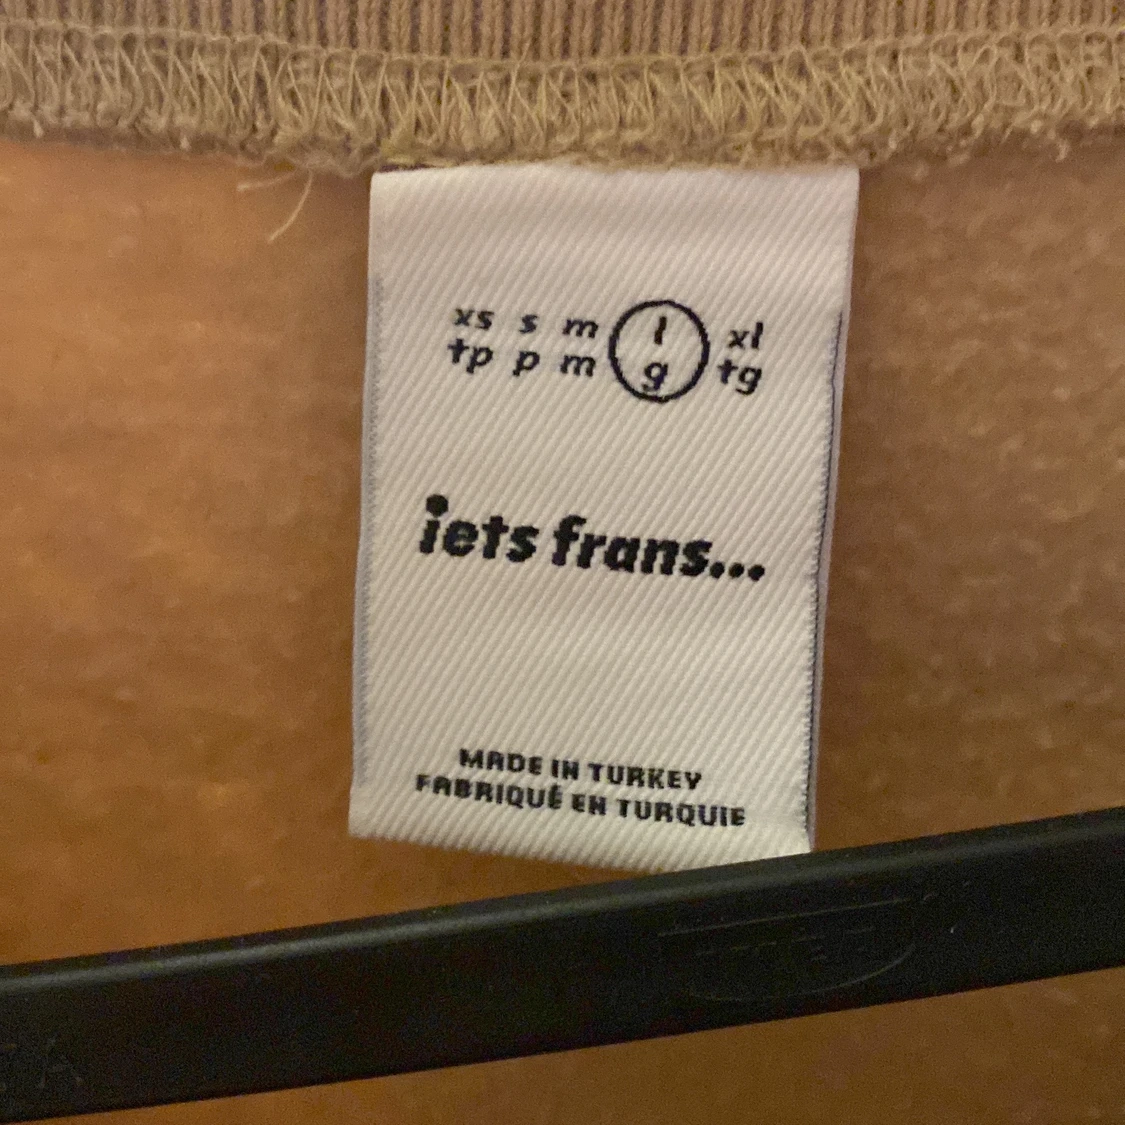 xs s m l xl
tp p m g tg
iets frans...
MADE IN TURKEY
FABRIQUÉ EN TURQUIE